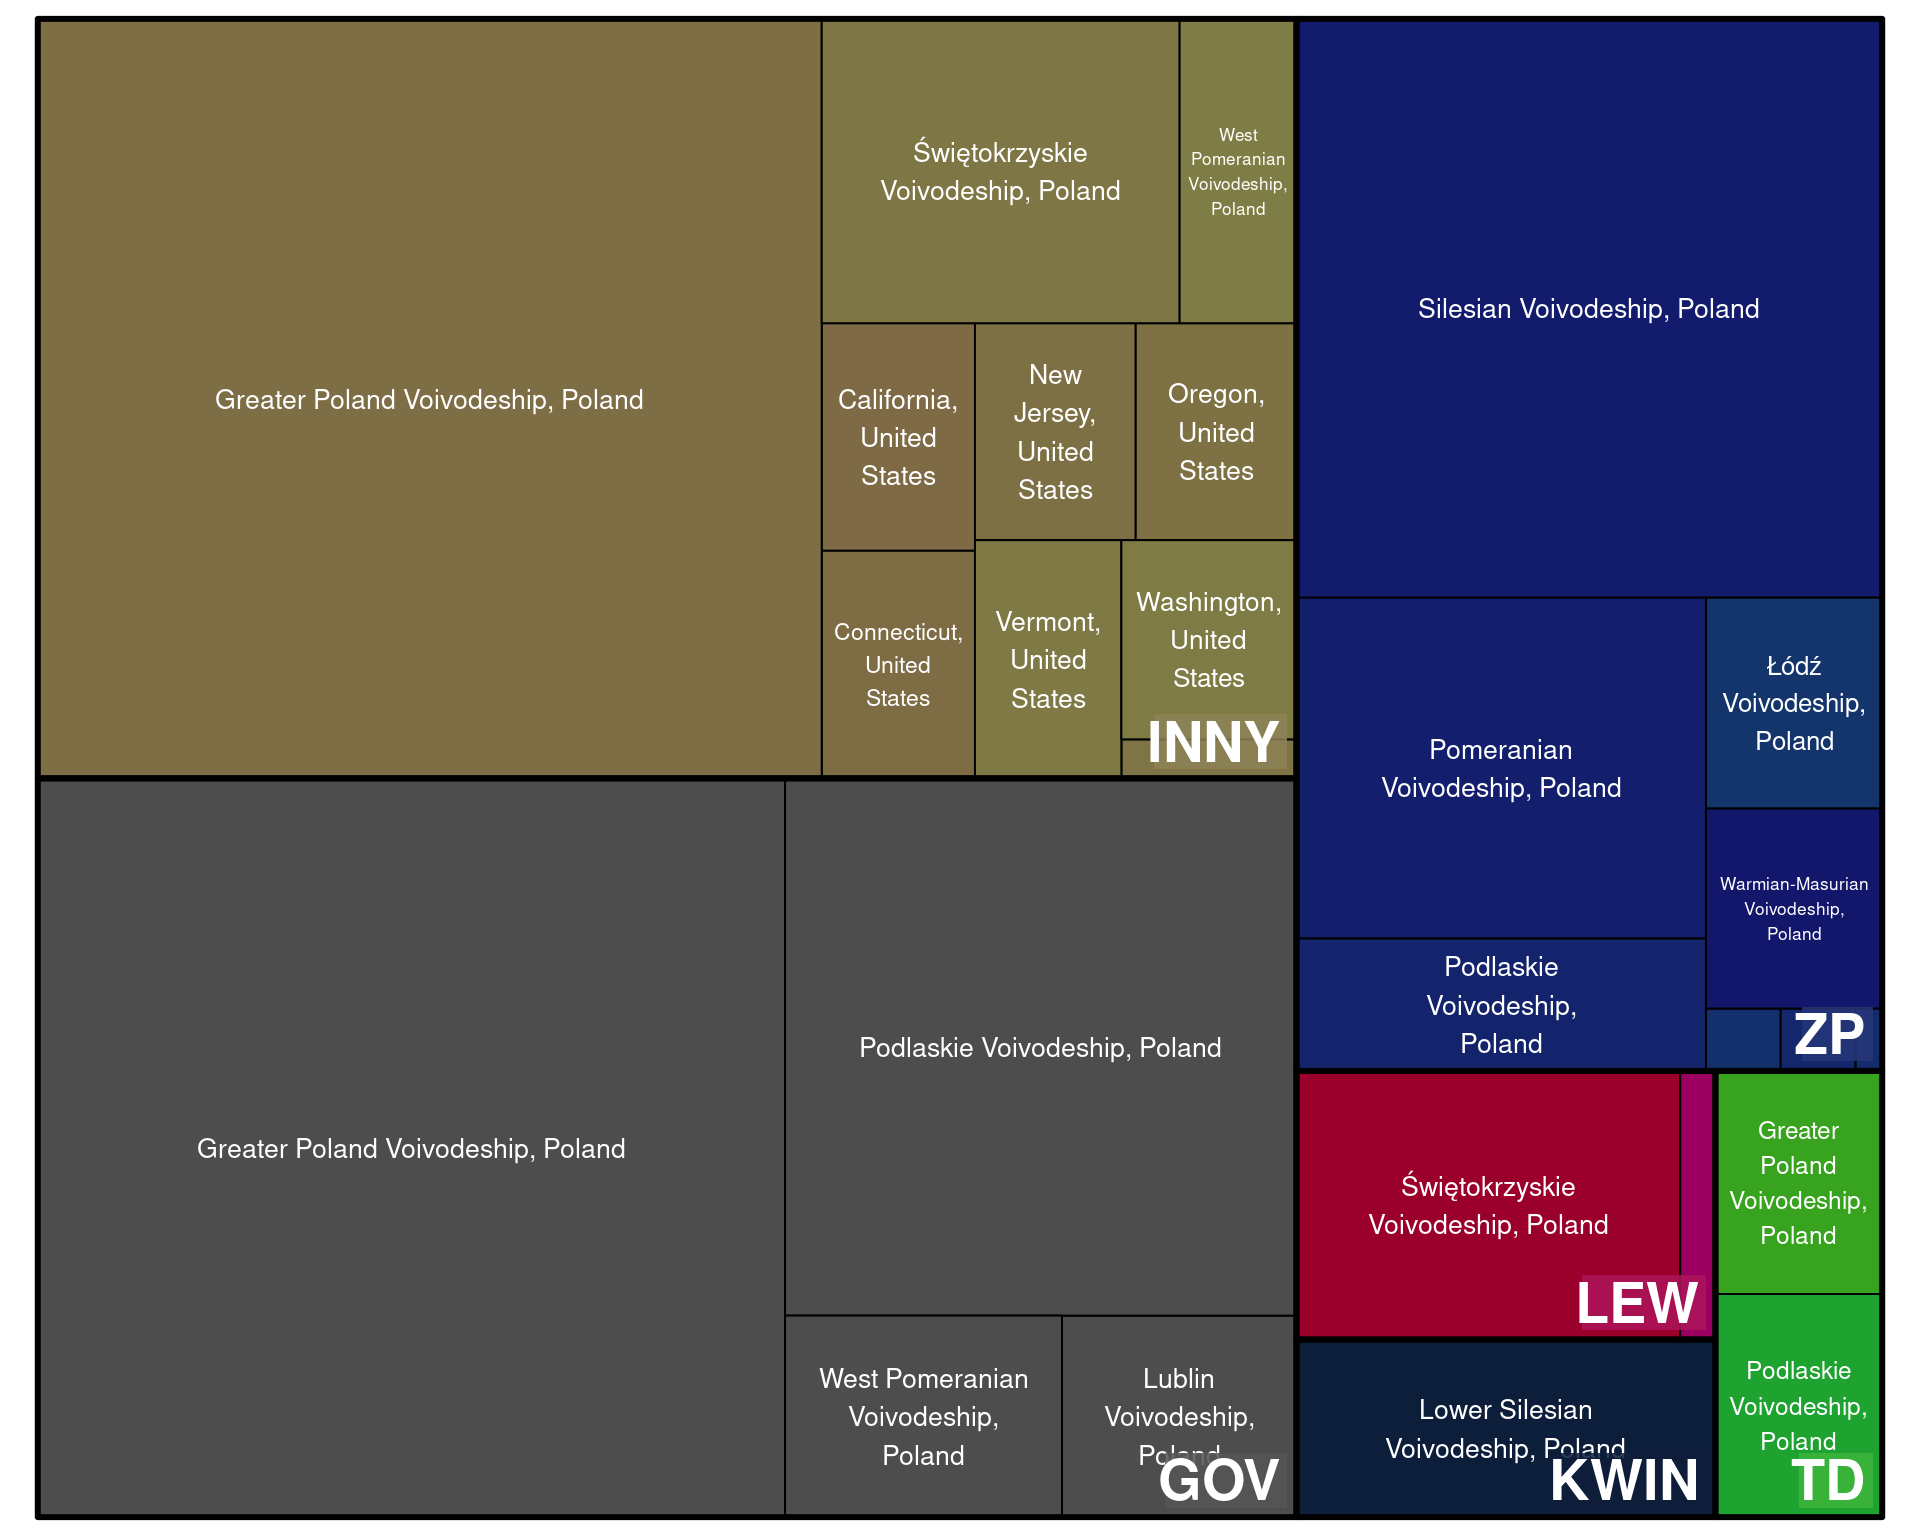 Greater Poland Voivodeship, Poland
Świętokrzyskie
Voivodeship, Poland
West
Pomeranian
Voivodeship,
Poland
California,
United
States
New
Jersey,
United
States
Oregon,
United
States
Connecticut,
United
States
Vermont,
United
States
Washington,
United
States
INNY
Greater Poland Voivodeship, Poland
Podlaskie Voivodeship, Poland
West Pomeranian
Voivodeship,
Poland
Lublin
Voivodeship,
Poland
GOV
Silesian Voivodeship, Poland
Pomeranian
Voivodeship, Poland
Łódź
Voivodeship,
Poland
Warmian-Masurian
Voivodeship,
Poland
Podlaskie
Voivodeship,
Poland
ZP
Świętokrzyskie
Voivodeship, Poland
LEW
Lower Silesian
Voivodeship, Poland
KWIN
Greater
Poland
Voivodeship,
Poland
Podlaskie
Voivodeship,
Poland
TD